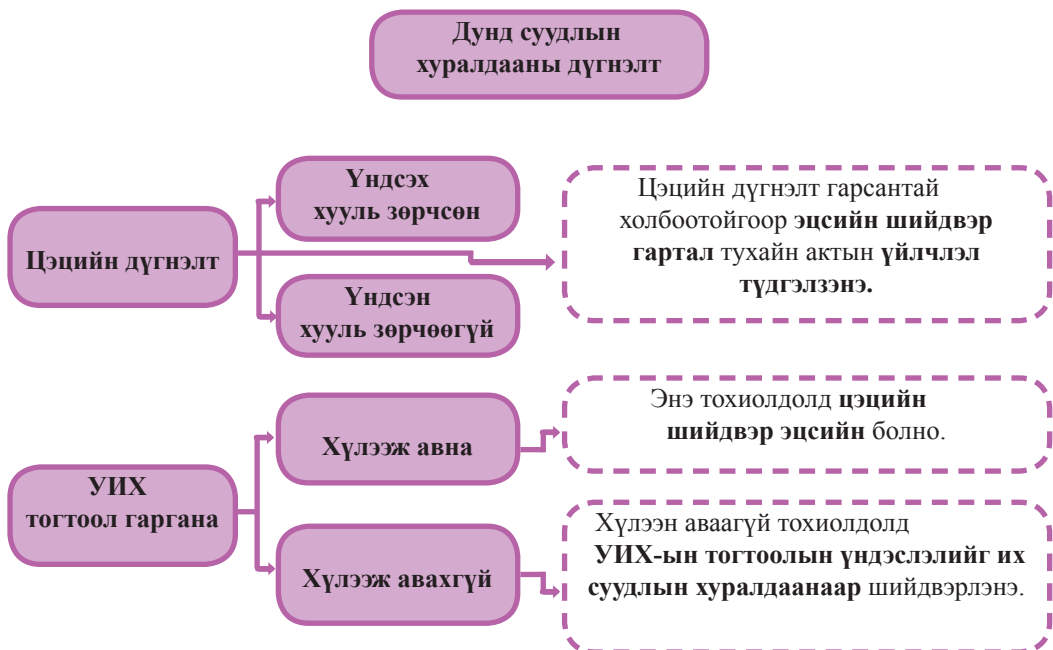 Дунд суудлын
хуралдааны дүгнэлт
Үндсэх
хууль зөрчсөн
Цэцийн дүгнэлт
Үндсэн
хууль зөрчөөгүй
Цэцийн дүгнэлт гарсантай
холбоотойгоор эцсийн шийдвэр
гартал тухайн актын үйлчлэл
түдгэлзэнэ.
УИХ
тогтоол гаргана
Хүлээж авна
Энэ тохиолдолд цэцийн
шийдвэр эцсийн болно.
Хүлээж авахгүй
Хүлээн аваагүй тохиолдолд
УИХ-ын тогтоолын үндэслэлийг их
суудлын хуралдаанаар шийдвэрлэнэ.